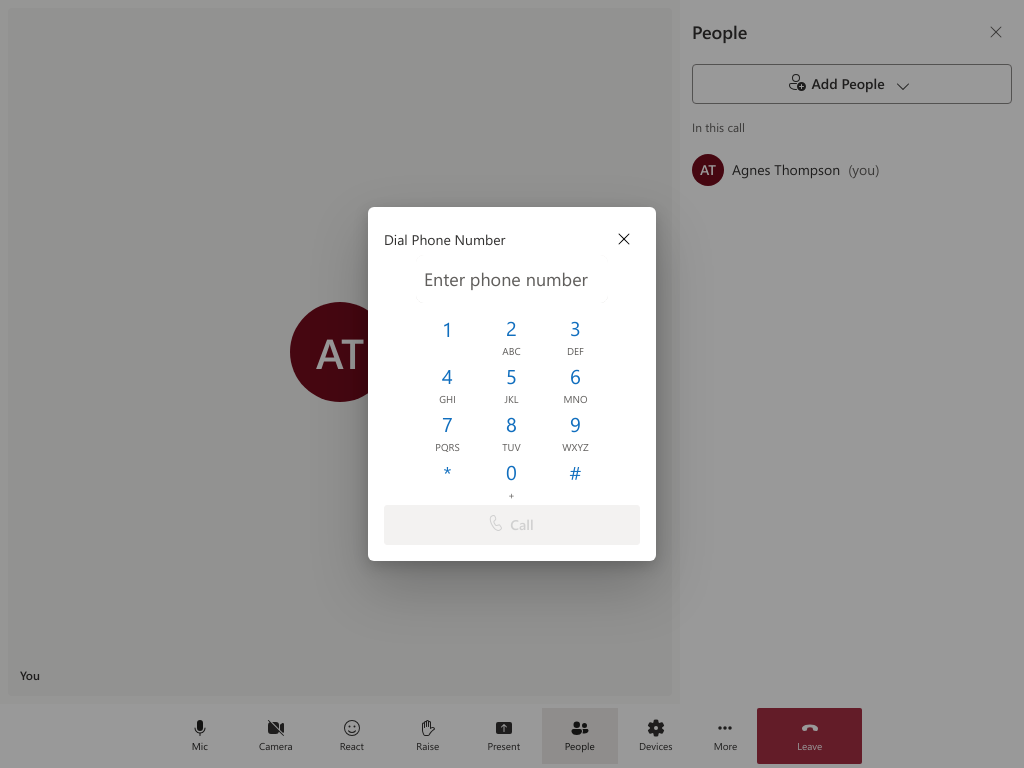 People
Add People
In this call
AT Agnes Thompson (you)
AT
Dial Phone Number
Enter phone number
1 2 3
ABC DEF
4 5 6
GHI JKL MNO
7 8 9
PQRS TUV WXYZ
* 0 #
+
Call
You
Mic Camera React Raise Present People Devices More Leave